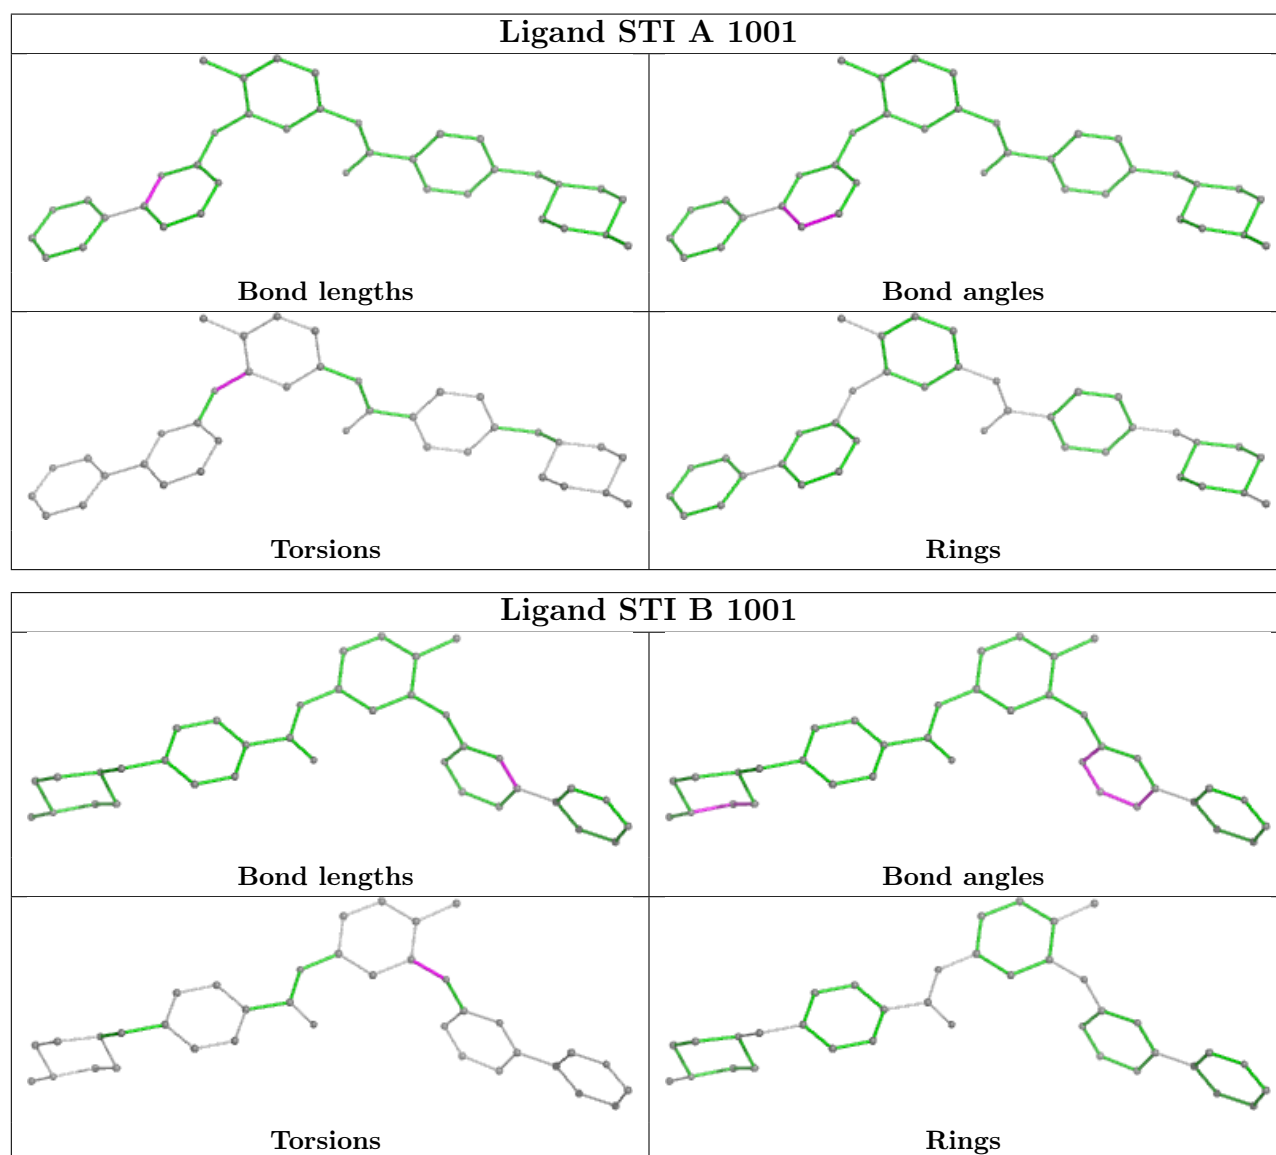 Ligand STI A 1001
Bond lengths
Bond angles
Torsions
Rings
Ligand STI B 1001
Bond lengths
Bond angles
Torsions
Rings